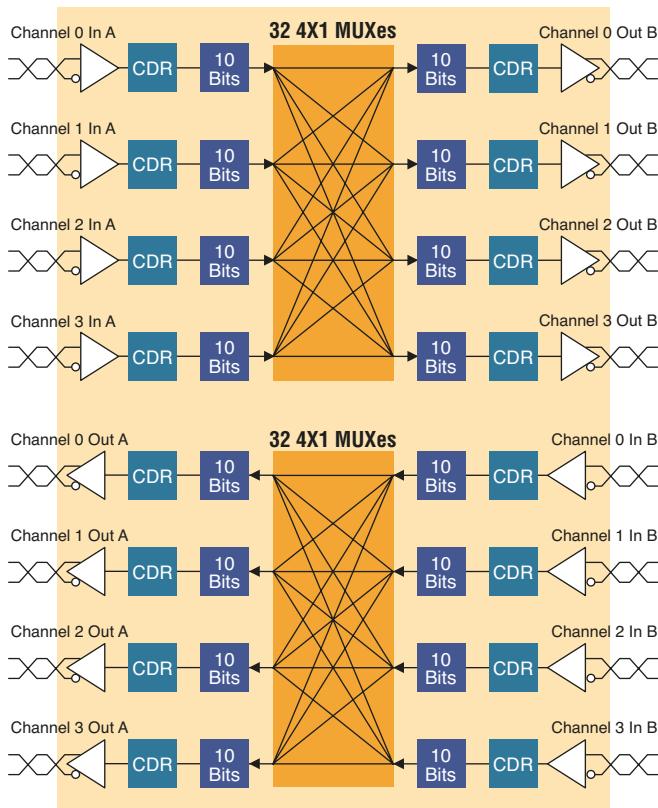 Channel 0 In A
32 4X1 MUXes
Channel 0 Out B
CDR
10
Bits
10
Bits
CDR
Channel 1 In A
Channel 1 Out B
CDR
10
Bits
10
Bits
CDR
Channel 2 In A
Channel 2 Out B
CDR
10
Bits
10
Bits
CDR
Channel 3 In A
Channel 3 Out B
CDR
10
Bits
10
Bits
CDR
Channel 0 Out A
32 4X1 MUXes
Channel 0 In B
CDR
10
Bits
10
Bits
CDR
Channel 1 Out A
Channel 1 In B
CDR
10
Bits
10
Bits
CDR
Channel 2 Out A
Channel 2 In B
CDR
10
Bits
10
Bits
CDR
Channel 3 Out A
Channel 3 In B
CDR
10
Bits
10
Bits
CDR